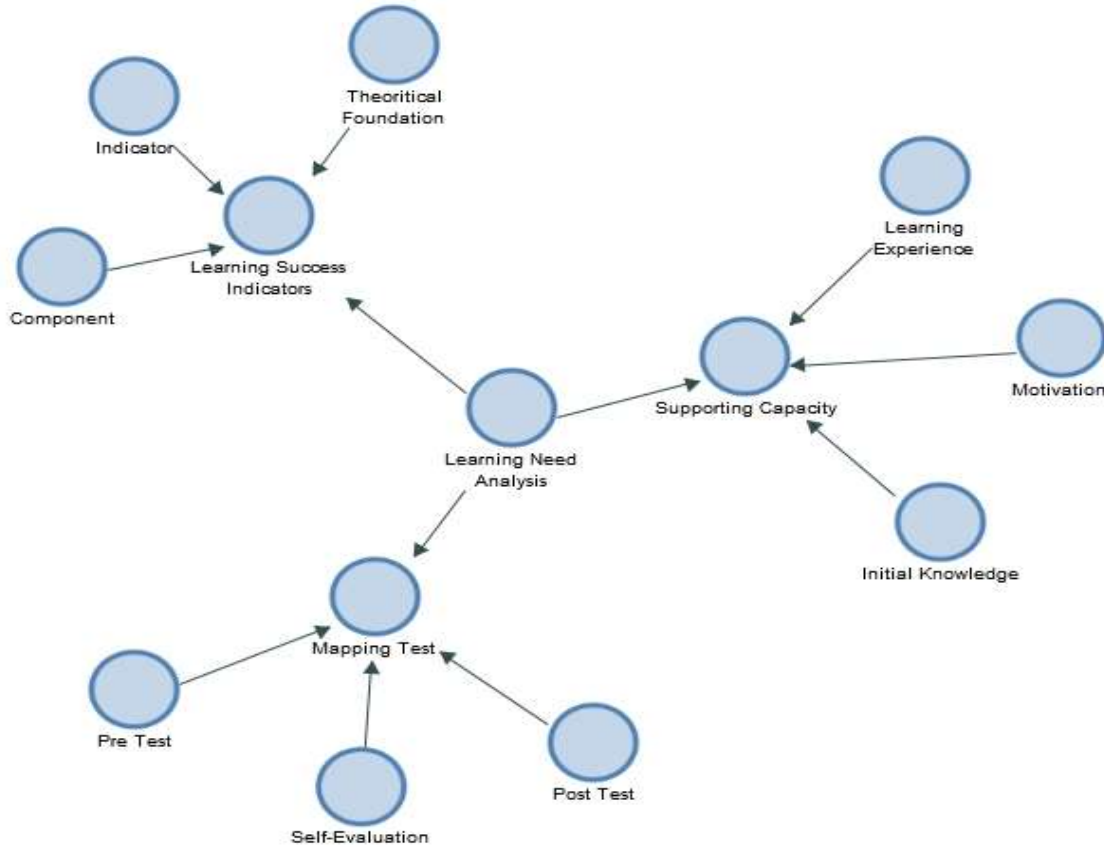 Theoritical
Foundation
Indicator
Learning
Experience
Learning Success
Indicators
Component
Motivation
Supporting Capacity
Learning Need
Analysis
Initial Knowledge
Mapping Test
Pre Test
Post Test
Self-Evaluation